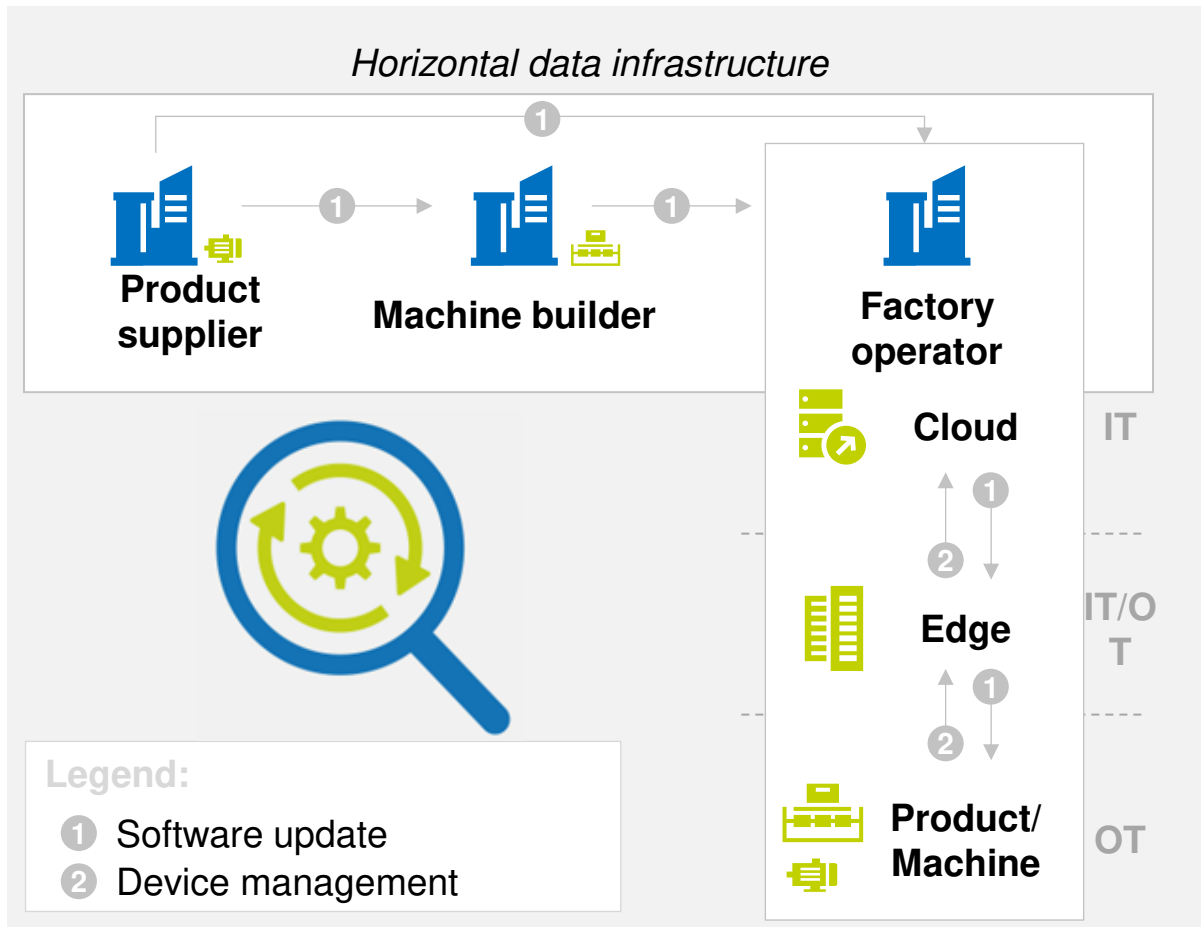 Horizontal data infrastructure
1
1
1
Product
supplier
Machine builder
Factory
operator
Cloud
IT
1
2
Edge
IT/O
T
1
2
Product/
Machine
OT
Legend:
1 Software update
2 Device management